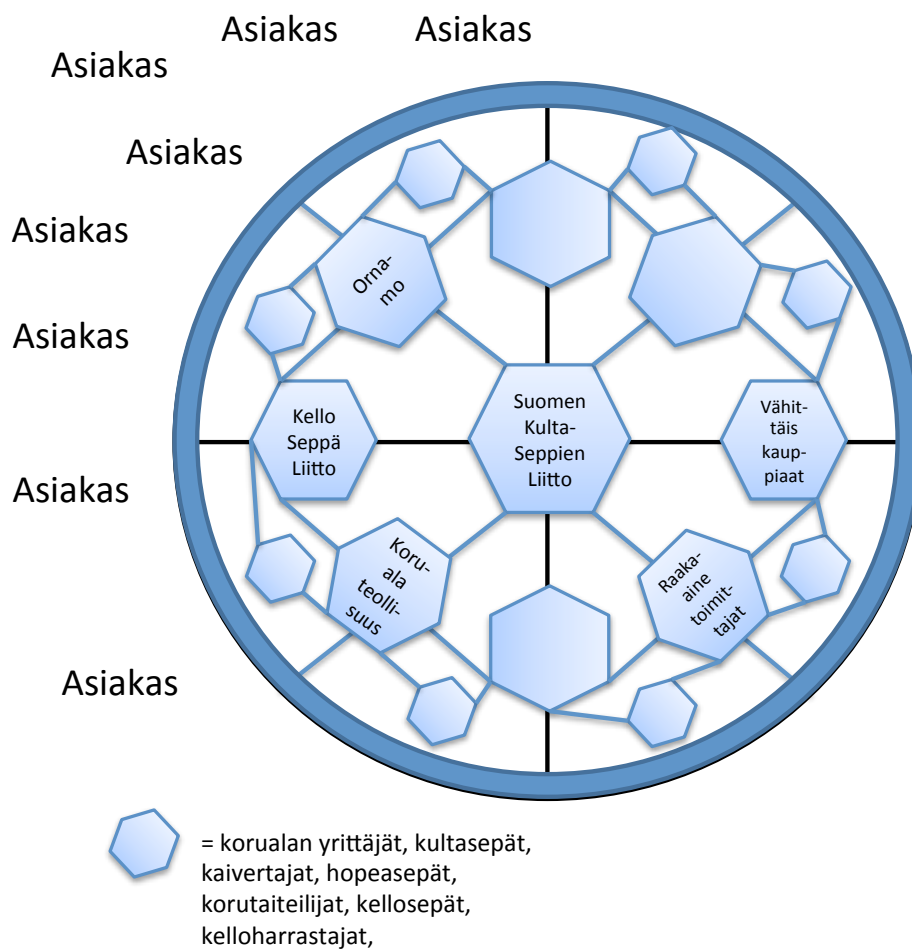 Asiakas
Asiakas
Asiakas
Asiakas
Asiakas
Asiakas
Asiakas
Asiakas
Orna-
mo
Kello
Seppä
Liitto
Suomen
Kulta-
Seppien
Liitto
Vähit-
täis
kaup-
piaat
Koru-
ala
teolli-
suus
Raaka-
aine
toimit-
tajat
= korualan yrittäjät, kultasepät,
kaivertajat, hopeasepät,
korutaiteilijat, kellosepät,
kelloharrastajat,